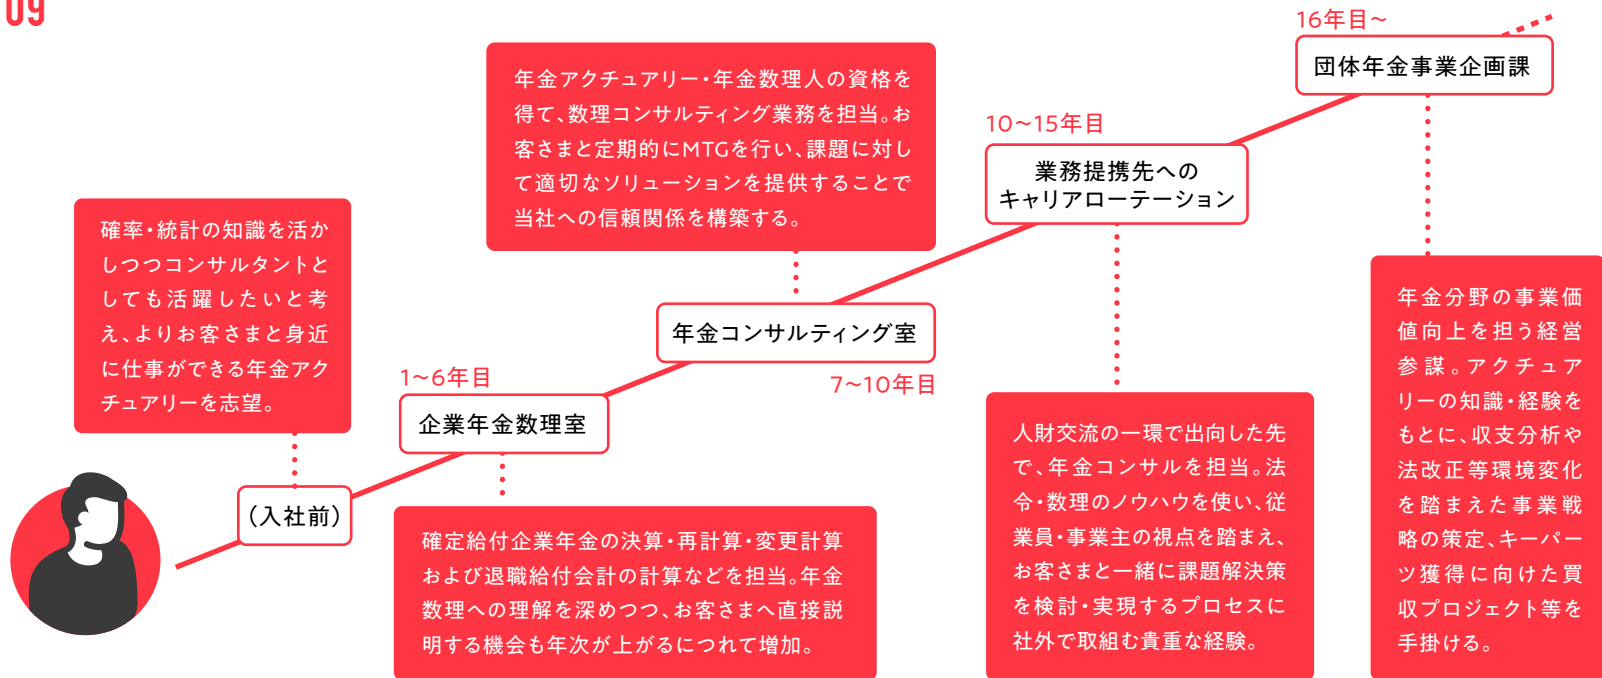 09
確率・統計の知識を活か
しつつコンサルタントと
しても活躍したいと考
え、よりお客さまと身近
に仕事ができる年金アク
チュアリーを志望。
（入社前）
1~6年目
企業年金数理室
確定給付企業年金の決算・再計算・変更計算
および退職給付会計の計算などを担当。年金
数理への理解を深めつつ、お客さまへ直接説
明する機会も年次が上がるにつれて増加。
年金アクチュアリー・年金数理人の資格を
得て、数理コンサルティング業務を担当。お
客さまと定期的にMTGを行い、課題に対し
て適切なソリューションを提供することで
当社への信頼関係を構築する。
年金コンサルティング室
7~10年目
10~15年目
業務提携先への
キャリアローテーション
人財交流の一環で出向した先
で、年金コンサルを担当。法
令・数理のノウハウを使い、従
業員・事業主の視点を踏まえ、
お客さまと一緒に課題解決策
を検討・実現するプロセスに
社外で取組む貴重な経験。
16年目~
団体年金事業企画課
年金分野の事業価
値向上を担う経営
参謀。アクチュア
リーの知識・経験を
もとに、収支分析や
法改正等環境変化
を踏まえた事業戦
略の策定、キーパー
ツ獲得に向けた買
収プロジェクト等を
手掛ける。